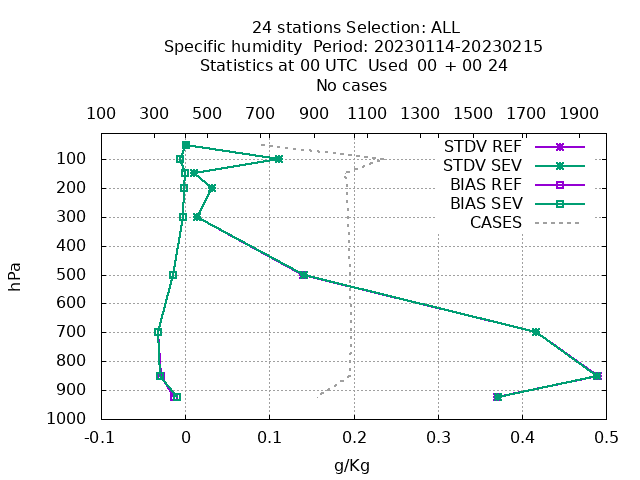 24 stations Selection: ALL
Specific humidity  Period: 20230114-20230215
Statistics at 00 UTC  Used  00 + 00 24
No cases
100 300 500 700 900 1100 1300 1500 1700 1900
STDV REF
STDV SEV
BIAS REF
BIAS SEV
CASES
hPa
100
200
300
400
500
600
700
800
900
1000
-0.1 0 0.1 0.2 0.3 0.4 0.5
g/Kg